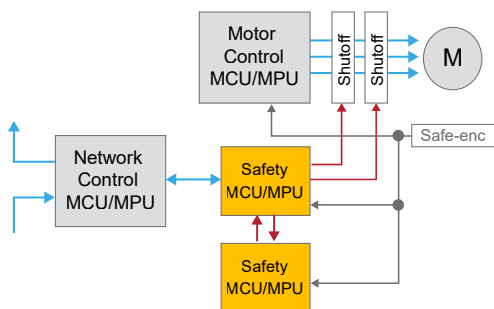 Motor
Control
MCU/MPU
Shutoff
Shutoff
M
Safe-enc
Network
Control
MCU/MPU
Safety
MCU/MPU
Safety
MCU/MPU